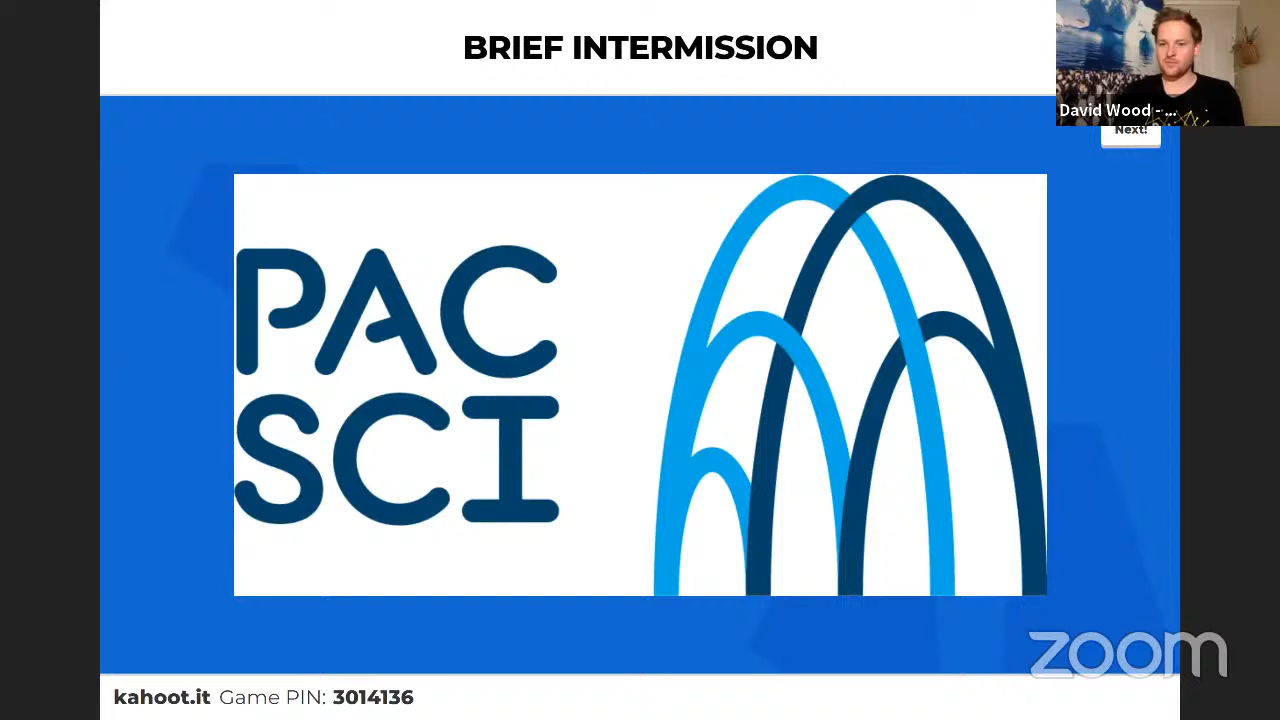 BRIEF INTERMISSION
David Wood - ...
Next!
PAC
SCI
zoom
kahoot.it Game PIN: 3014136